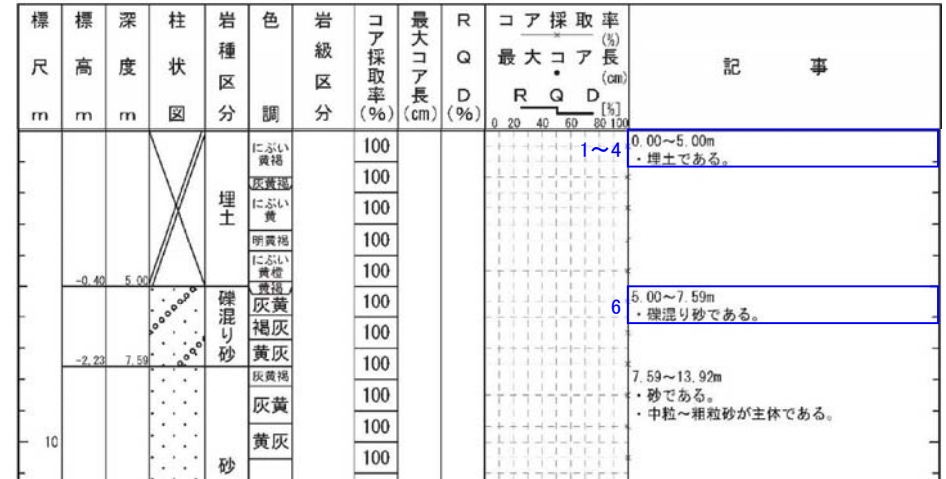 標尺 m
標高 m
深度 m
柱状図
岩種区分
色調
岩級区分
コア採取率(%)
最大コア長(cm)
RQD(%)
コア採取率(%)
最大コア長(cm)
RQD[%]
0 20 40 60 80 100
記事
にぶい黄褐
100
1～4
0.00～5.00m
・埋土である。
100
灰黄褐
埋土
にぶい黄
100
明黄褐
100
にぶい黄橙
100
-0.40 5.00
黄褐
礫混り砂
灰黄
100
6
5.00～7.59m
・礫混り砂である。
褐灰
100
黄灰
-2.23 7.59
100
灰黄褐
7.59～13.92m
・砂である。
・中粒～粗粒砂が主体である。
灰黄
100
100
10
黄灰
100
砂